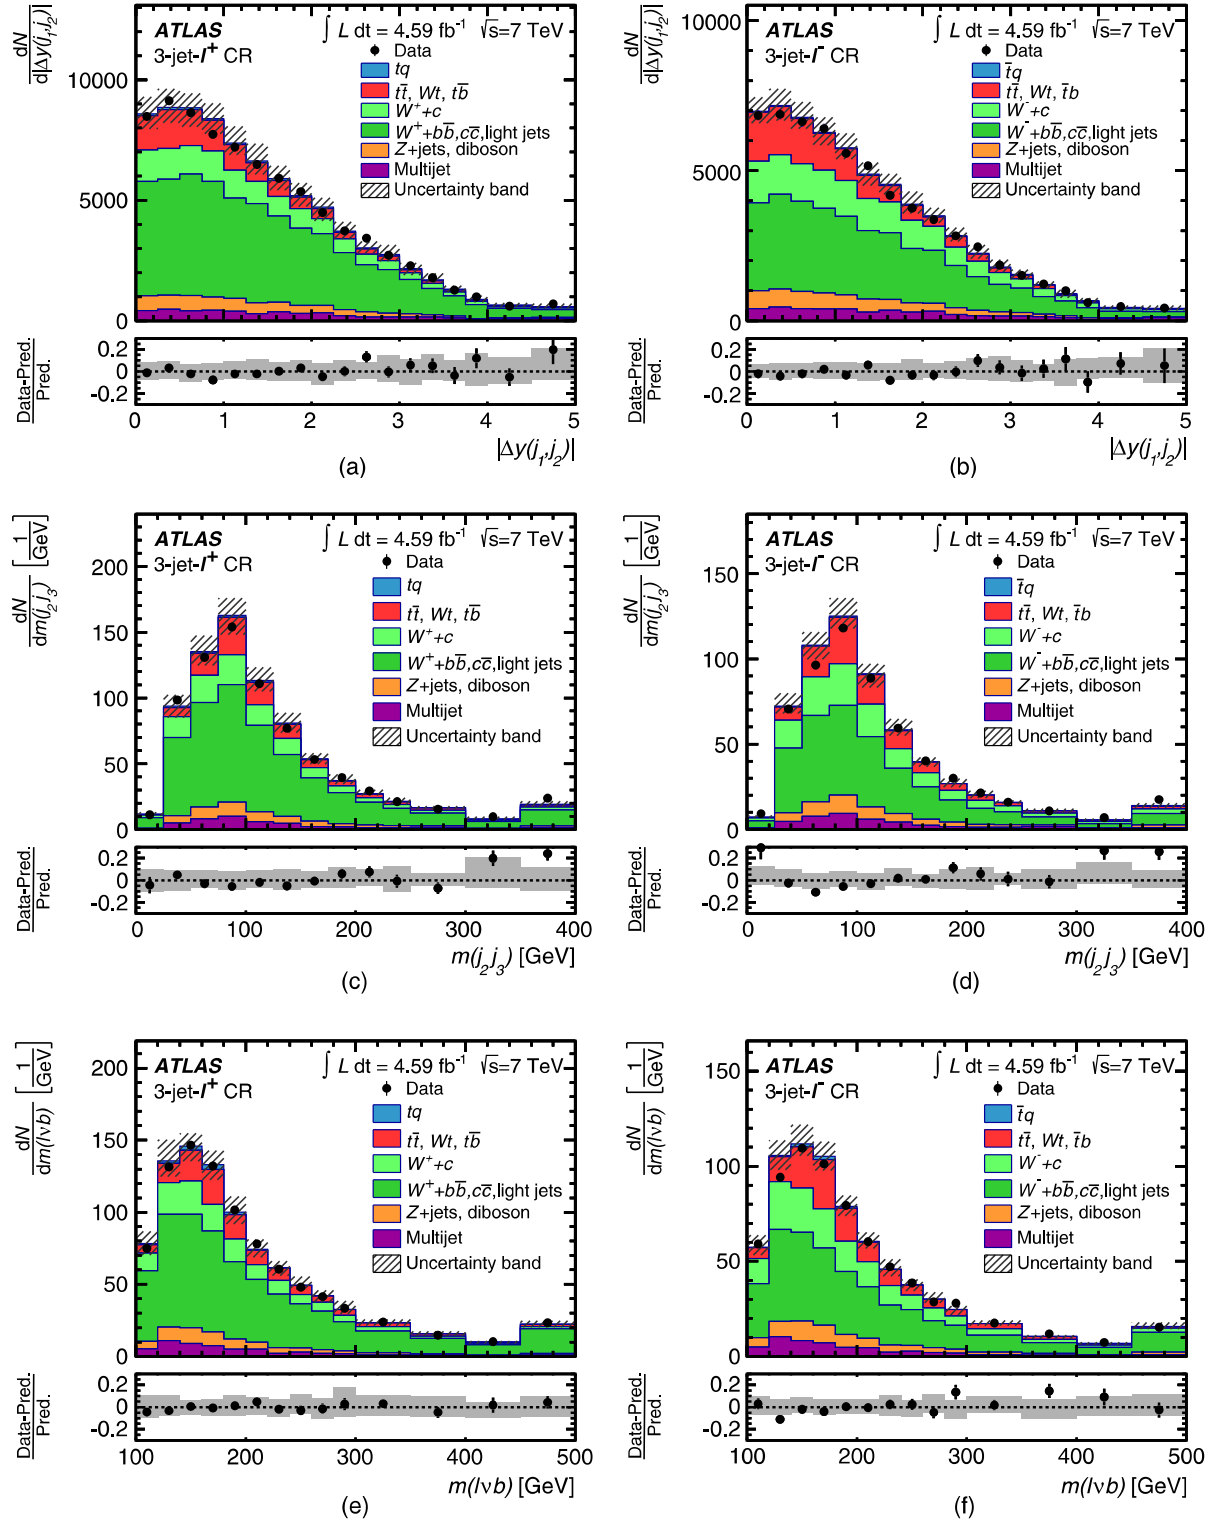 dN
d|Δy(j₁,j₂)|
ATLAS
∫ L dt = 4.59 fb⁻¹ √s=7 TeV
3-jet-l⁺ CR
Data
tq
tt̄, Wt, tb̄
W⁺+c
W⁺+bb̄,cc̄,light jets
Z+jets, diboson
Multijet
Uncertainty band
10000
5000
0
Data-Pred.
Pred.
0.2
0
-0.2
0 1 2 3 4 5
|Δy(j₁,j₂)|
(a)
dN
d|Δy(j₁,j₂)|
ATLAS
∫ L dt = 4.59 fb⁻¹ √s=7 TeV
3-jet-l⁻ CR
Data
t̄q
tt̄, Wt, t̄b
W⁻+c
W⁻+bb̄,cc̄,light jets
Z+jets, diboson
Multijet
Uncertainty band
10000
5000
0
Data-Pred.
Pred.
0.2
0
-0.2
0 1 2 3 4 5
|Δy(j₁,j₂)|
(b)
dN
dm(j₂j₃)
[1/GeV]
ATLAS
∫ L dt = 4.59 fb⁻¹ √s=7 TeV
3-jet-l⁺ CR
Data
tq
tt̄, Wt, tb̄
W⁺+c
W⁺+bb̄,cc̄,light jets
Z+jets, diboson
Multijet
Uncertainty band
200
150
100
50
0
Data-Pred.
Pred.
0.2
0
-0.2
0 100 200 300 400
m(j₂j₃) [GeV]
(c)
dN
dm(j₂j₃)
[1/GeV]
ATLAS
∫ L dt = 4.59 fb⁻¹ √s=7 TeV
3-jet-l⁻ CR
Data
t̄q
tt̄, Wt, t̄b
W⁻+c
W⁻+bb̄,cc̄,light jets
Z+jets, diboson
Multijet
Uncertainty band
150
100
50
0
Data-Pred.
Pred.
0.2
0
-0.2
0 100 200 300 400
m(j₂j₃) [GeV]
(d)
dN
dm(lνb)
[1/GeV]
ATLAS
∫ L dt = 4.59 fb⁻¹ √s=7 TeV
3-jet-l⁺ CR
Data
tq
tt̄, Wt, tb̄
W⁺+c
W⁺+bb̄,cc̄,light jets
Z+jets, diboson
Multijet
Uncertainty band
200
150
100
50
0
Data-Pred.
Pred.
0.2
0
-0.2
100 200 300 400 500
m(lνb) [GeV]
(e)
dN
dm(lνb)
[1/GeV]
ATLAS
∫ L dt = 4.59 fb⁻¹ √s=7 TeV
3-jet-l⁻ CR
Data
t̄q
tt̄, Wt, t̄b
W⁻+c
W⁻+bb̄,cc̄,light jets
Z+jets, diboson
Multijet
Uncertainty band
150
100
50
0
Data-Pred.
Pred.
0.2
0
-0.2
100 200 300 400 500
m(lνb) [GeV]
(f)